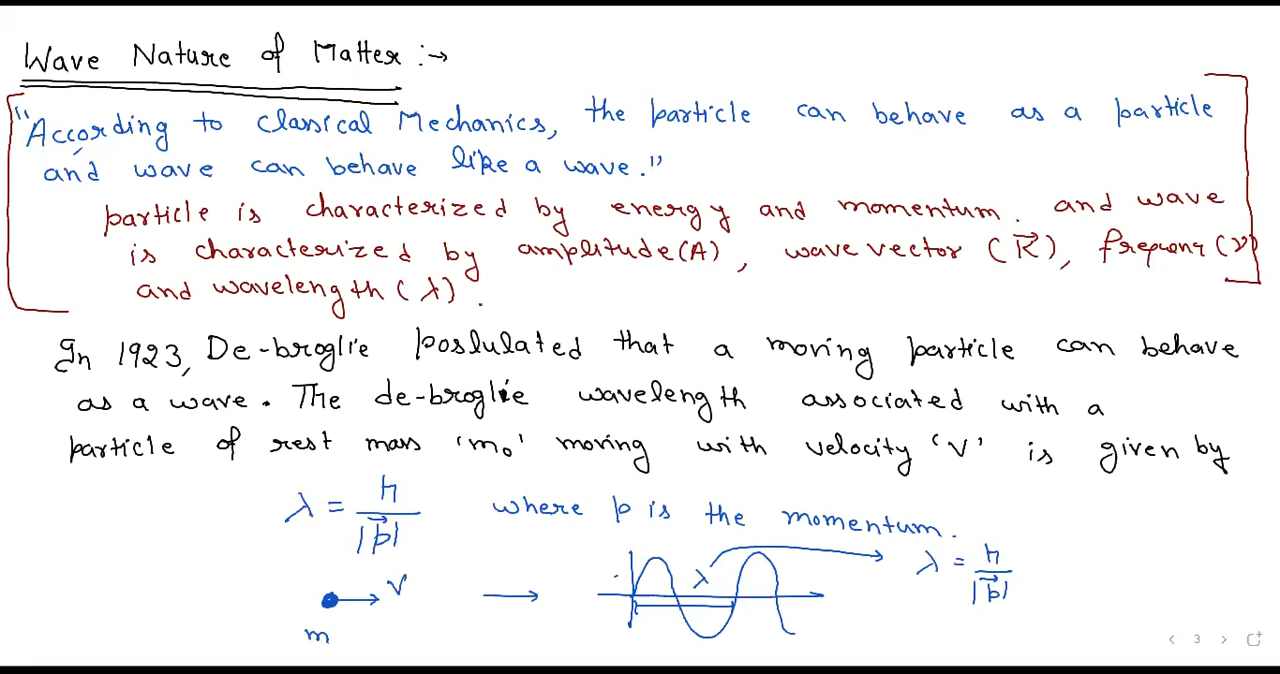 Wave Nature of Matter :→
"According to classical Mechanics, the particle can behave as a particle
and wave can behave like a wave."
particle is characterized by energy and momentum. and wave
is characterized by amplitude(A), wave vector (K⃗), frequency (ν)
and wavelength (λ).
In 1923, De-broglie poslulated that a moving particle can behave
as a wave. The de-broglie wavelength associated with a
particle of rest mass 'm₀' moving with velocity 'v' is given by
λ = h/|p⃗| where p is the momentum.
λ λ = h/|p⃗|
v
m
3